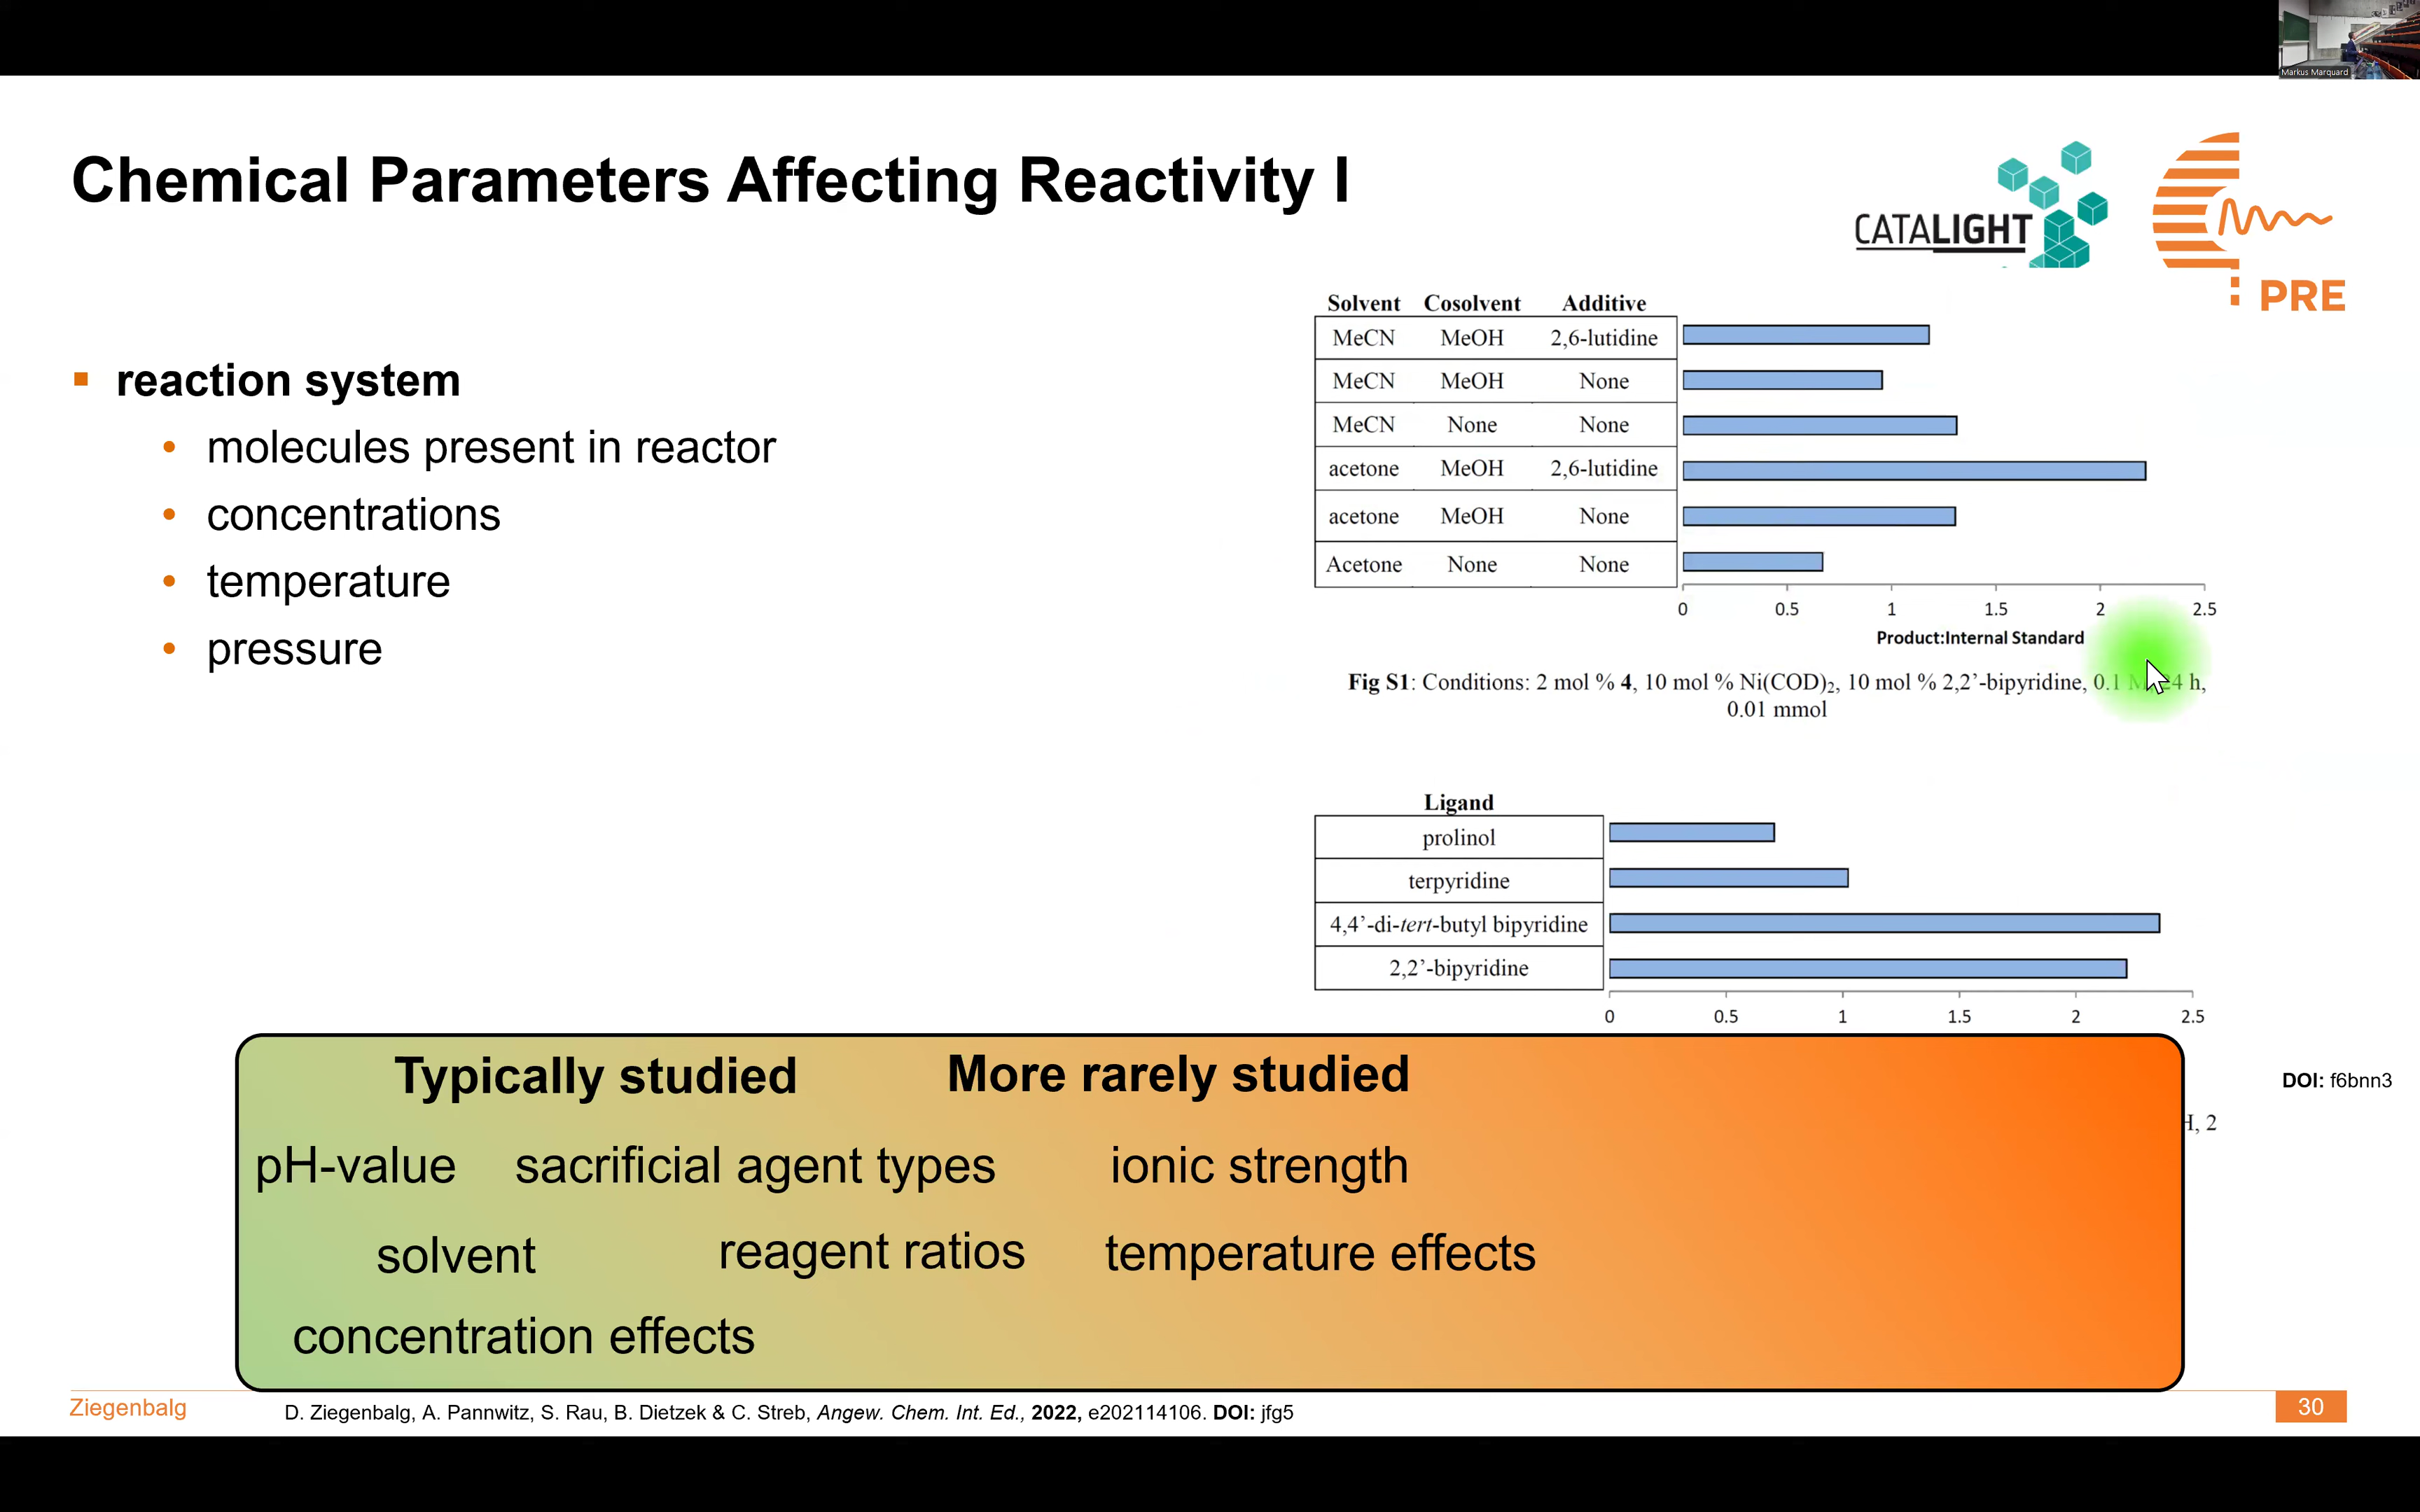 Markus Marquard
Chemical Parameters Affecting Reactivity I
CATALIGHT
PRE
reaction system
molecules present in reactor
concentrations
temperature
pressure
Solvent Cosolvent Additive
MeCN MeOH 2,6-lutidine
MeCN MeOH None
MeCN None None
acetone MeOH 2,6-lutidine
acetone MeOH None
Acetone None None
0 0.5 1 1.5 2 2.5
Product:Internal Standard
Fig S1: Conditions: 2 mol % 4, 10 mol % Ni(COD)₂, 10 mol % 2,2’-bipyridine, 0.1 M, 24 h,
0.01 mmol
Ligand
prolinol
terpyridine
4,4’-di-tert-butyl bipyridine
2,2’-bipyridine
0 0.5 1 1.5 2 2.5
Typically studied More rarely studied
DOI: f6bnn3
H, 2
pH-value sacrificial agent types ionic strength
solvent reagent ratios temperature effects
concentration effects
Ziegenbalg
D. Ziegenbalg, A. Pannwitz, S. Rau, B. Dietzek & C. Streb, Angew. Chem. Int. Ed., 2022, e202114106. DOI: jfg5
30